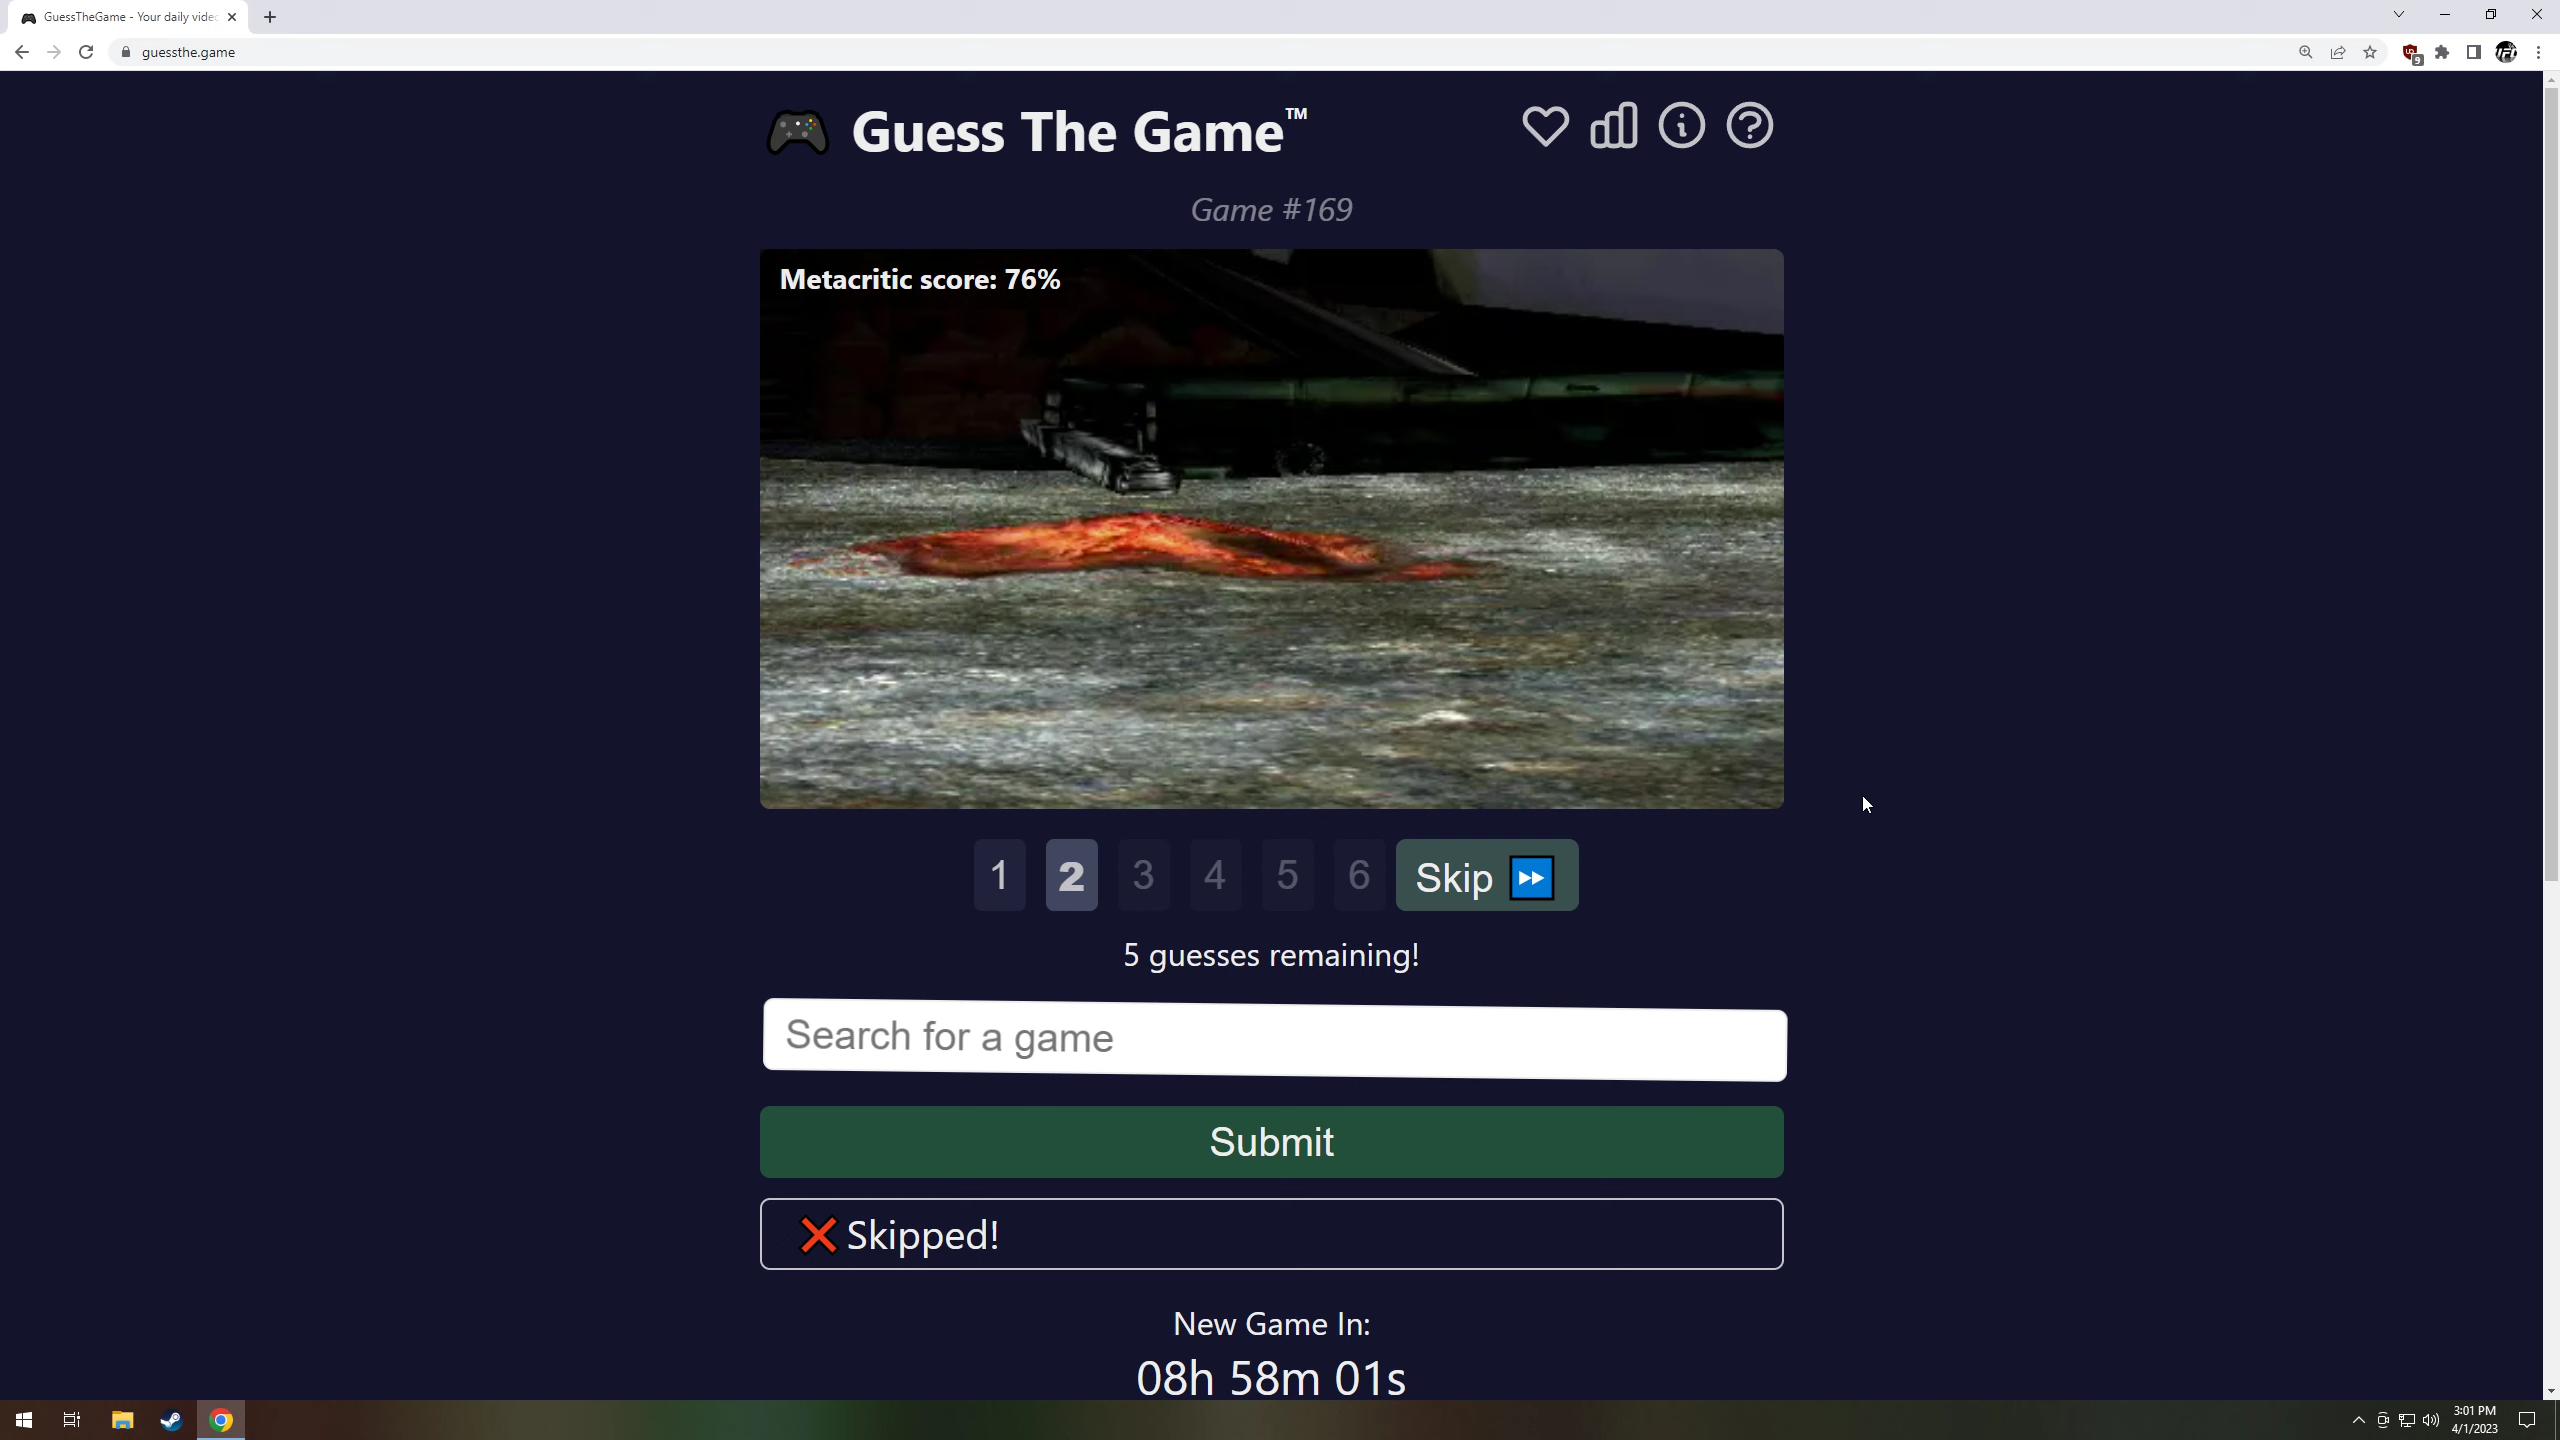 GuessTheGame - Your daily video
guessthe.game
9
Guess The Game™
Game #169
Metacritic score: 76%
1 2 3 4 5 6 Skip
5 guesses remaining!
Search for a game
Submit
Skipped!
New Game In:
08h 58m 01s
3:01 PM
4/1/2023